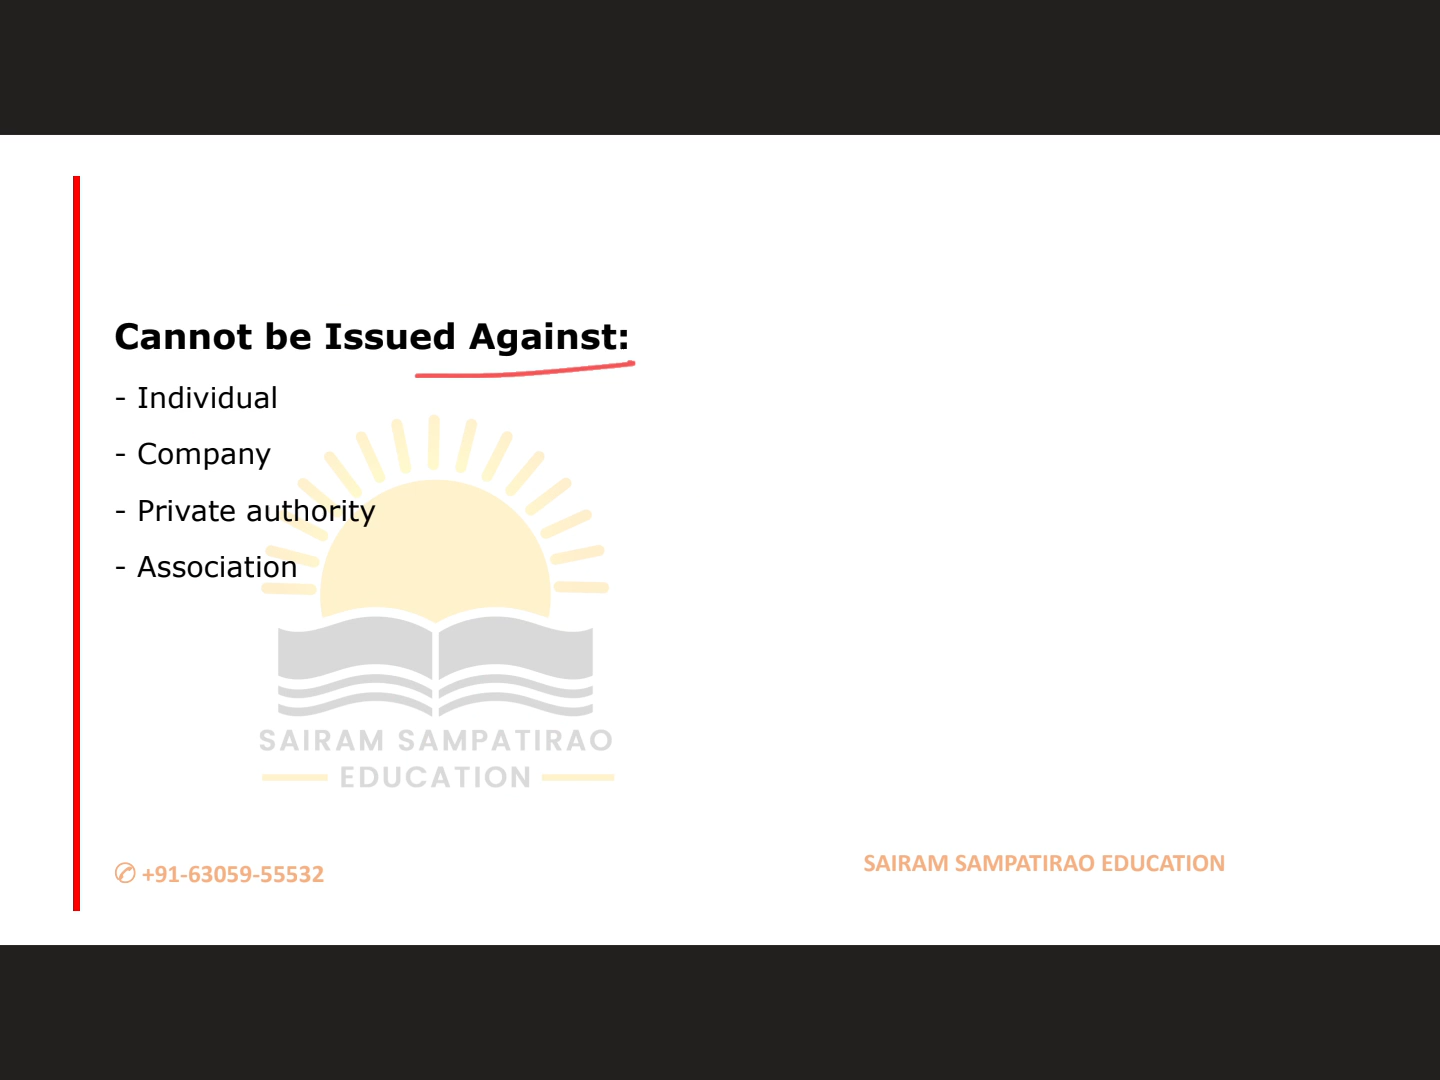 Cannot be Issued Against:
- Individual
- Company
- Private authority
- Association
SAIRAM SAMPATIRAO
EDUCATION
✆ +91-63059-55532
SAIRAM SAMPATIRAO EDUCATION